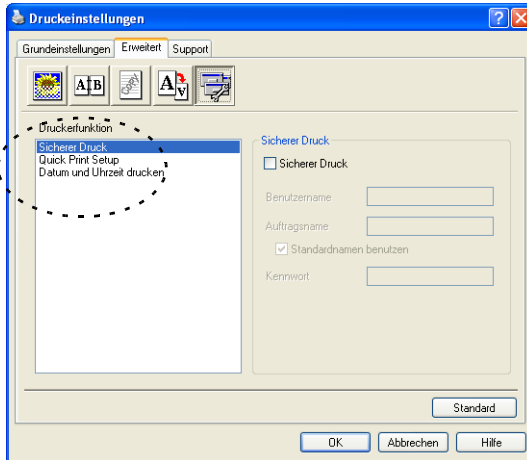 Druckeinstellungen
Grundeinstellungen Erweitert Support
A B
A V
Druckerfunktion
Sicherer Druck
Quick Print Setup
Datum und Uhrzeit drucken
Sicherer Druck
Sicherer Druck
Benutzername
Auftragsname
Standardnamen benutzen
Kennwort
Standard
OK Abbrechen Hilfe